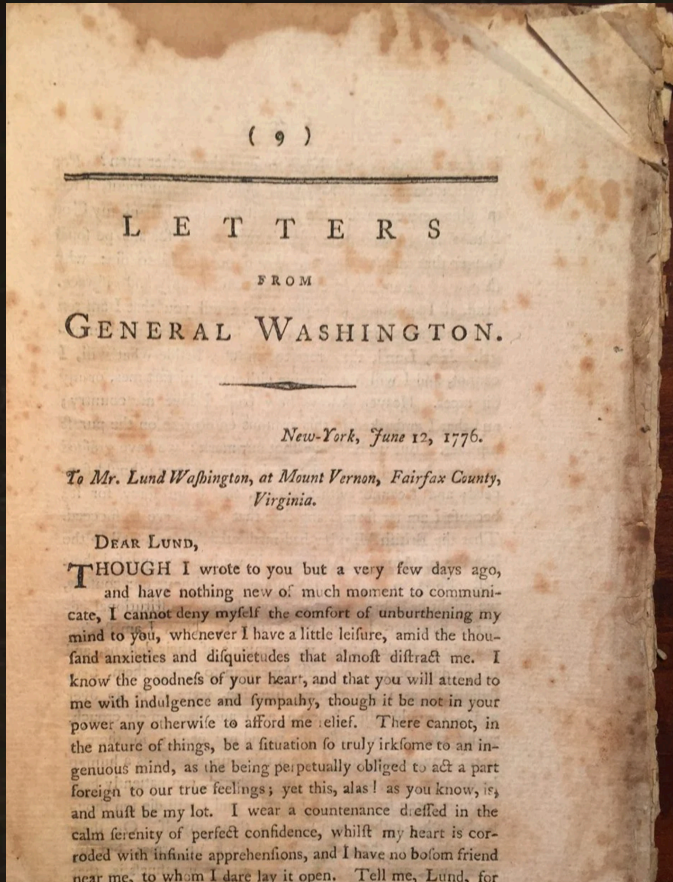 ( 9 )
LETTERS
FROM
GENERAL WASHINGTON.
New-York, June 12, 1776.
To Mr. Lund Waſhington, at Mount Vernon, Fairfax County,
Virginia.
DEAR LUND,
THOUGH I wrote to you but a very few days ago,
and have nothing new of much moment to communi-
cate, I cannot deny myſelf the comfort of unburthening my
mind to you, whenever I have a little leiſure, amid the thou-
ſand anxieties and diſquietudes that almoſt diſtract me. I
know the goodneſs of your heart, and that you will attend to
me with indulgence and ſympathy, though it be not in your
power any otherwiſe to afford me relief. There cannot, in
the nature of things, be a ſituation ſo truly irkſome to an in-
genuous mind, as the being perpetually obliged to act a part
foreign to our true feelings; yet this, alas! as you know, is,
and muſt be my lot. I wear a countenance dreſſed in the
calm ſerenity of perfect confidence, whilſt my heart is cor-
roded with infinite apprehenſions, and I have no boſom friend
near me, to whom I dare lay it open. Tell me, Lund, for